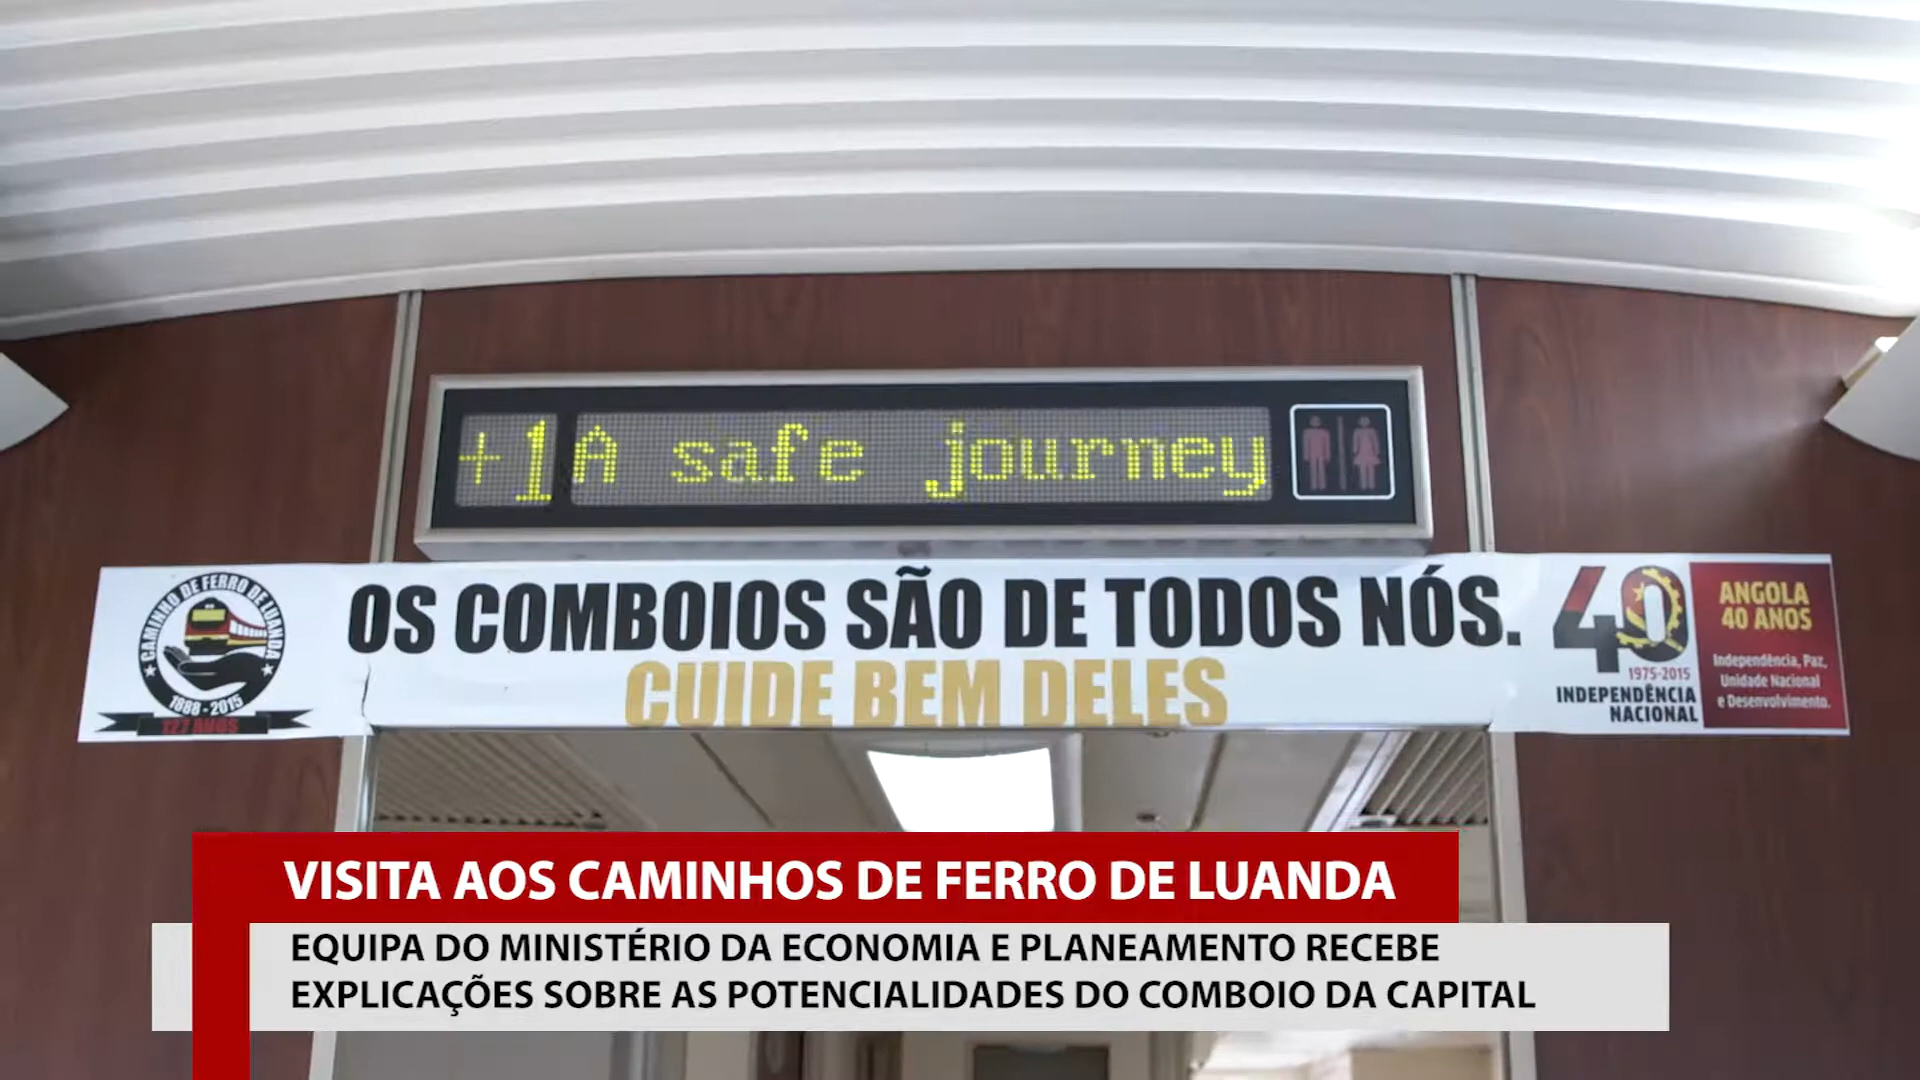 +1 A safe journey
CAMINHO DE FERRO DE LUANDA
1888 - 2015
127 ANOS
OS COMBOIOS SÃO DE TODOS NÓS.
CUIDE BEM DELES
40
1975-2015
INDEPENDÊNCIA
NACIONAL
ANGOLA
40 ANOS
Independência, Paz,
Unidade Nacional
e Desenvolvimento.
VISITA AOS CAMINHOS DE FERRO DE LUANDA
EQUIPA DO MINISTÉRIO DA ECONOMIA E PLANEAMENTO RECEBE
EXPLICAÇÕES SOBRE AS POTENCIALIDADES DO COMBOIO DA CAPITAL